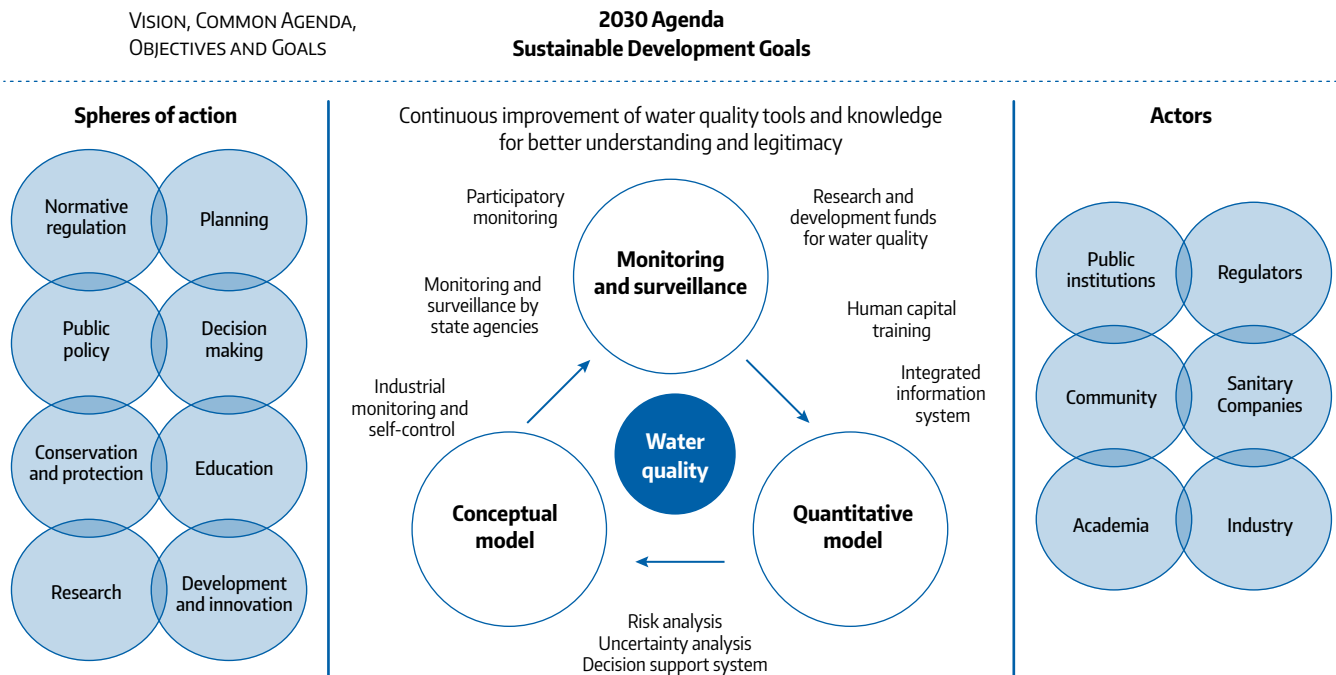 VISION, COMMON AGENDA,
OBJECTIVES AND GOALS
2030 Agenda
Sustainable Development Goals
Spheres of action
Normative
regulation
Planning
Public
policy
Decision
making
Conservation
and protection
Education
Research
Development
and innovation
Continuous improvement of water quality tools and knowledge
for better understanding and legitimacy
Participatory
monitoring
Research and
development funds
for water quality
Monitoring
and surveillance
Monitoring and
surveillance by
state agencies
Human capital
training
Industrial
monitoring and
self-control
Integrated
information
system
Water
quality
Conceptual
model
Quantitative
model
Risk analysis
Uncertainty analysis
Decision support system
Actors
Public
institutions
Regulators
Community
Sanitary
Companies
Academia
Industry